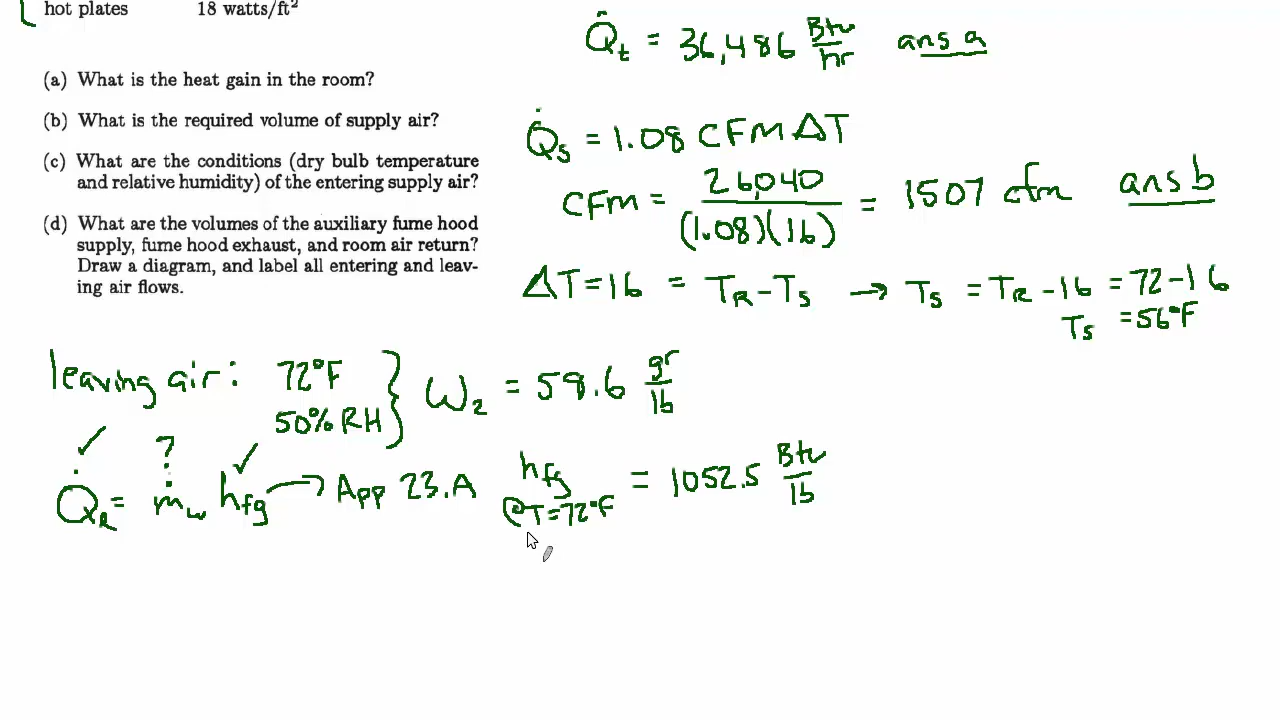 hot plates 18 watts/ft²
(a) What is the heat gain in the room?
(b) What is the required volume of supply air?
(c) What are the conditions (dry bulb temperature
and relative humidity) of the entering supply air?
(d) What are the volumes of the auxiliary fume hood
supply, fume hood exhaust, and room air return?
Draw a diagram, and label all entering and leav-
ing air flows.
Q̇t = 36,486 Btu/hr ans a
Q̇s = 1.08 CFM ΔT
CFM = 26,040/(1.08)(16) = 1507 cfm ans b
ΔT = 16 = TR - Ts → Ts = TR - 16 = 72 - 16
Ts = 56°F
leaving air: 72°F
50% RH } ω2 = 58.6 gr/lb
✓ ? ✓
Q̇L = ṁw hfg → App 23.A hfg = 1052.5 Btu/lb
@T=72°F